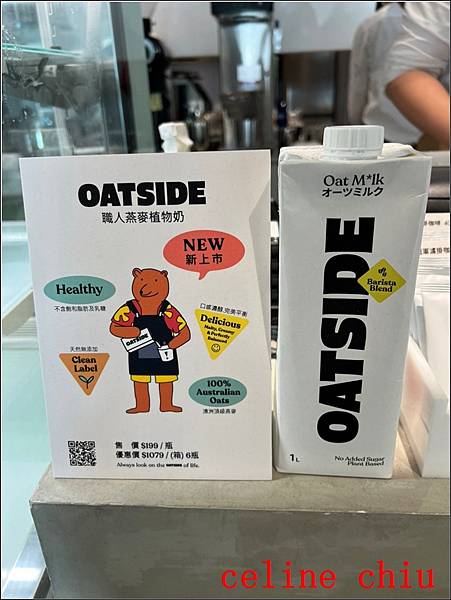 OATSIDE
職人燕麥植物奶
NEW
新上市
Healthy
不含飽和脂肪及乳糖
口感濃醇,完美平衡
Delicious
Malty, Creamy
& Perfectly
Balanced
天然無添加
Clean
Label
OATSIDE
100%
Australian
Oats
澳洲頂級燕麥
售 價 $199 / 瓶
優惠價 $1079 / (箱) 6瓶
Always look on the OATSIDE of life.
Oat M*lk
オーツミルク
OATSIDE
Barista
Blend
1 L
No Added Sugar
Plant Based
celine chiu